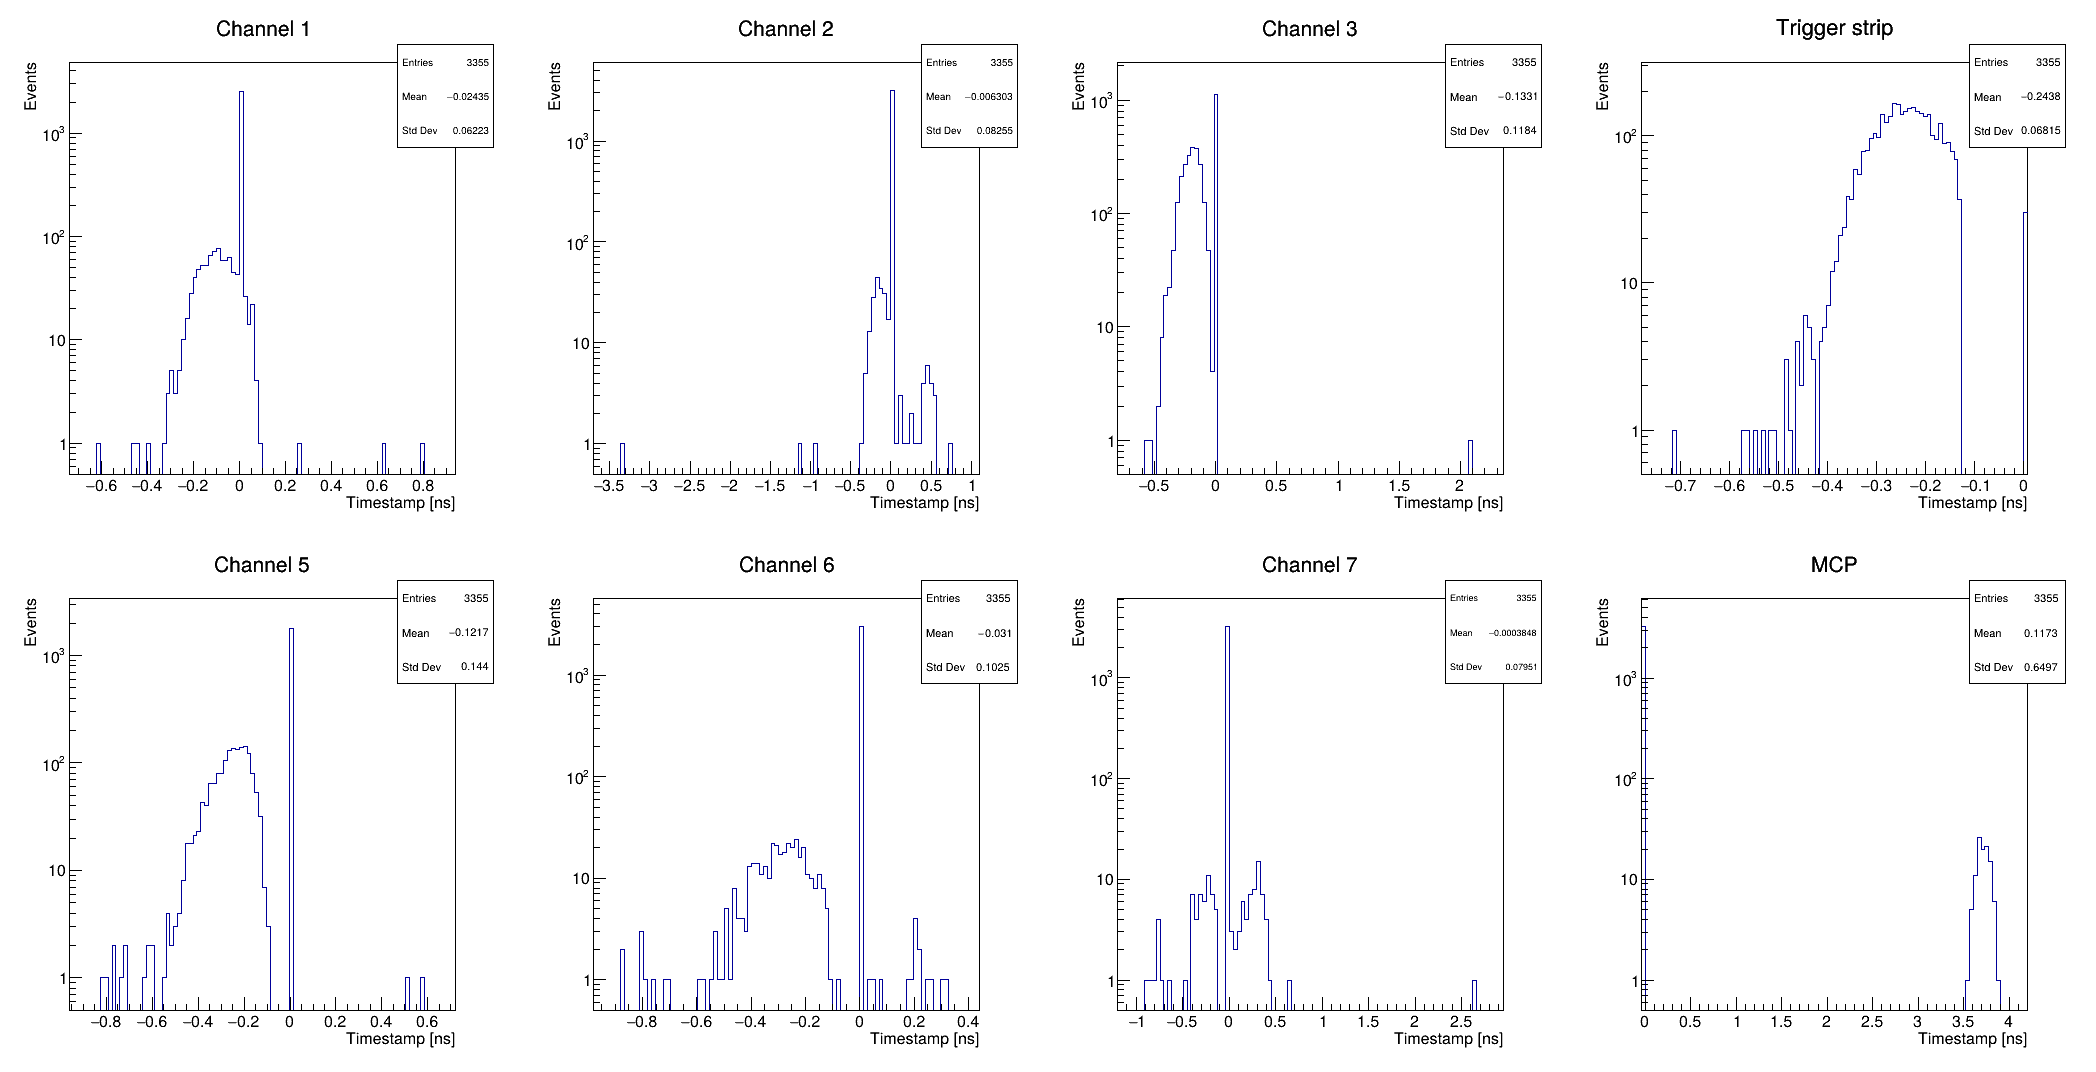 Channel 1
Events
Entries 3355
Mean −0.02435
Std Dev 0.06223
10³
10²
10
1
−0.6 −0.4 −0.2 0 0.2 0.4 0.6 0.8
Timestamp [ns]
Channel 2
Events
Entries 3355
Mean −0.006303
Std Dev 0.08255
10³
10²
10
1
−3.5 −3 −2.5 −2 −1.5 −1 −0.5 0 0.5 1
Timestamp [ns]
Channel 3
Events
Entries 3355
Mean −0.1331
Std Dev 0.1184
10³
10²
10
1
−0.5 0 0.5 1 1.5 2
Timestamp [ns]
Trigger strip
Events
Entries 3355
Mean −0.2438
Std Dev 0.06815
10²
10
1
−0.7 −0.6 −0.5 −0.4 −0.3 −0.2 −0.1 0
Timestamp [ns]
Channel 5
Events
Entries 3355
Mean −0.1217
Std Dev 0.144
10³
10²
10
1
−0.8 −0.6 −0.4 −0.2 0 0.2 0.4 0.6
Timestamp [ns]
Channel 6
Events
Entries 3355
Mean −0.031
Std Dev 0.1025
10³
10²
10
1
−0.8 −0.6 −0.4 −0.2 0 0.2 0.4
Timestamp [ns]
Channel 7
Events
Entries 3355
Mean −0.0003848
Std Dev 0.07951
10³
10²
10
1
−1 −0.5 0 0.5 1 1.5 2 2.5
Timestamp [ns]
MCP
Events
Entries 3355
Mean 0.1173
Std Dev 0.6497
10³
10²
10
1
0 0.5 1 1.5 2 2.5 3 3.5 4
Timestamp [ns]